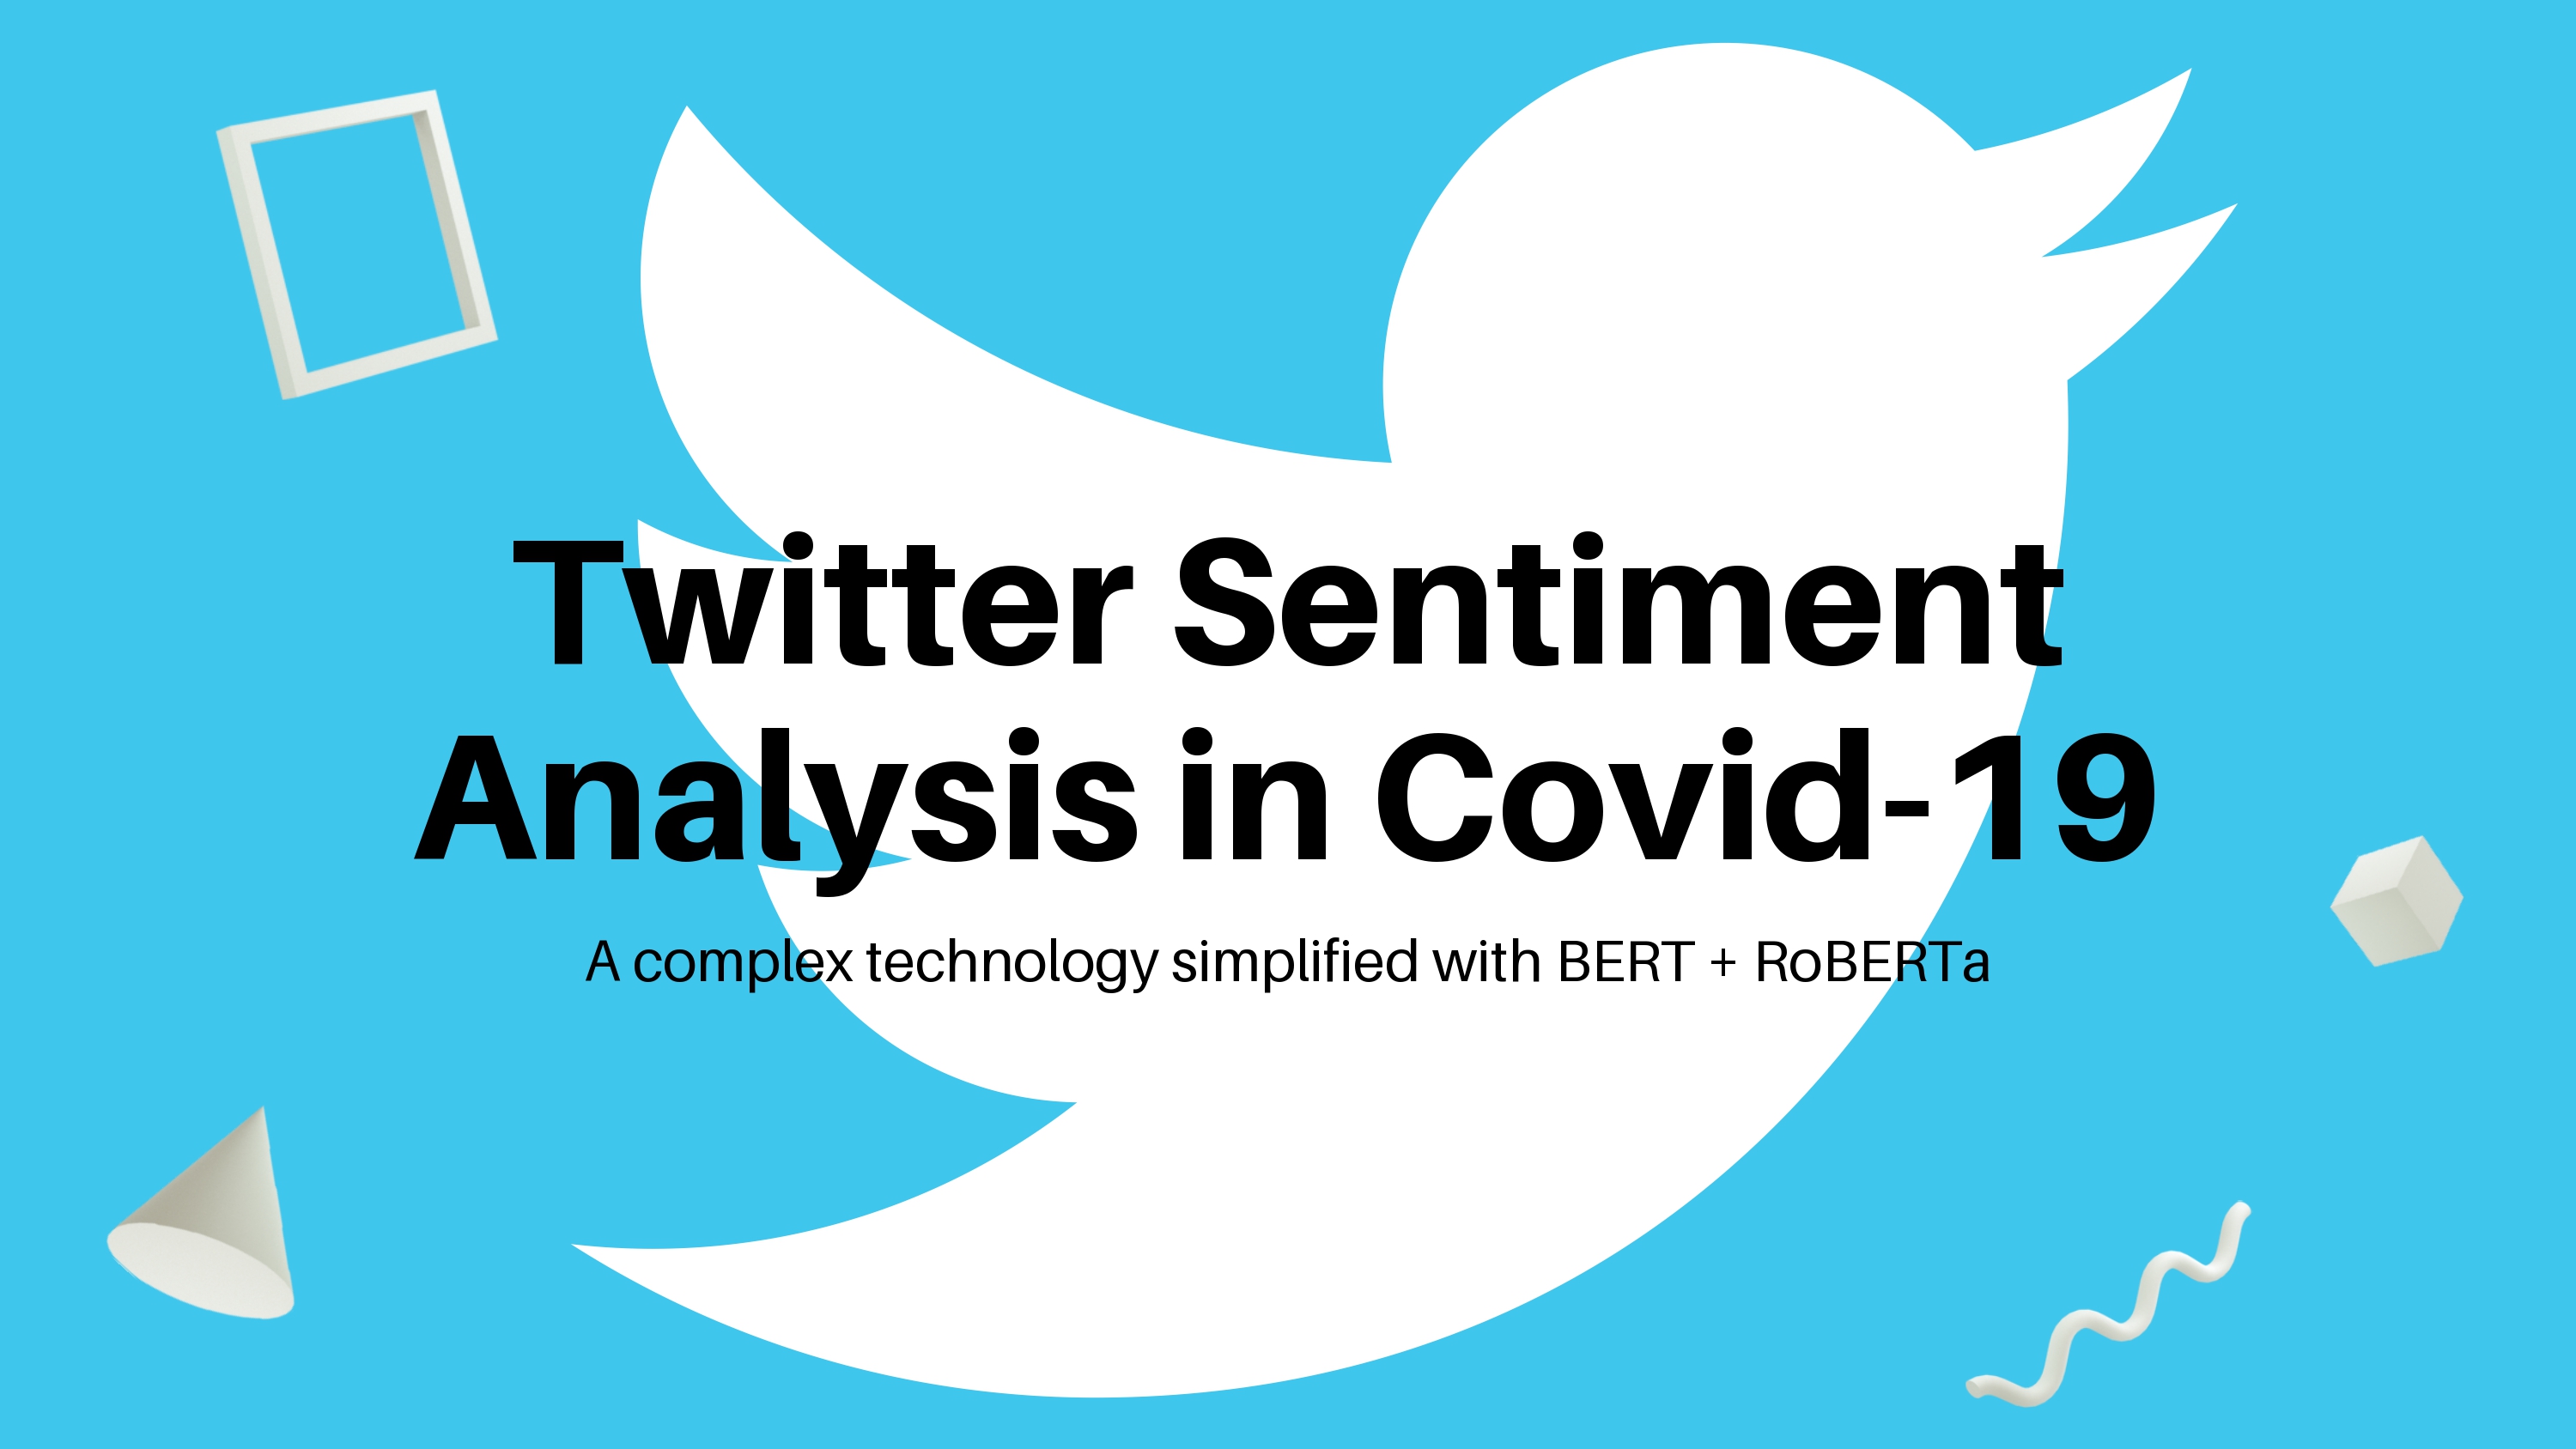 Twitter Sentiment
Analysis in Covid-19
A complex technology simplified with BERT + RoBERTa